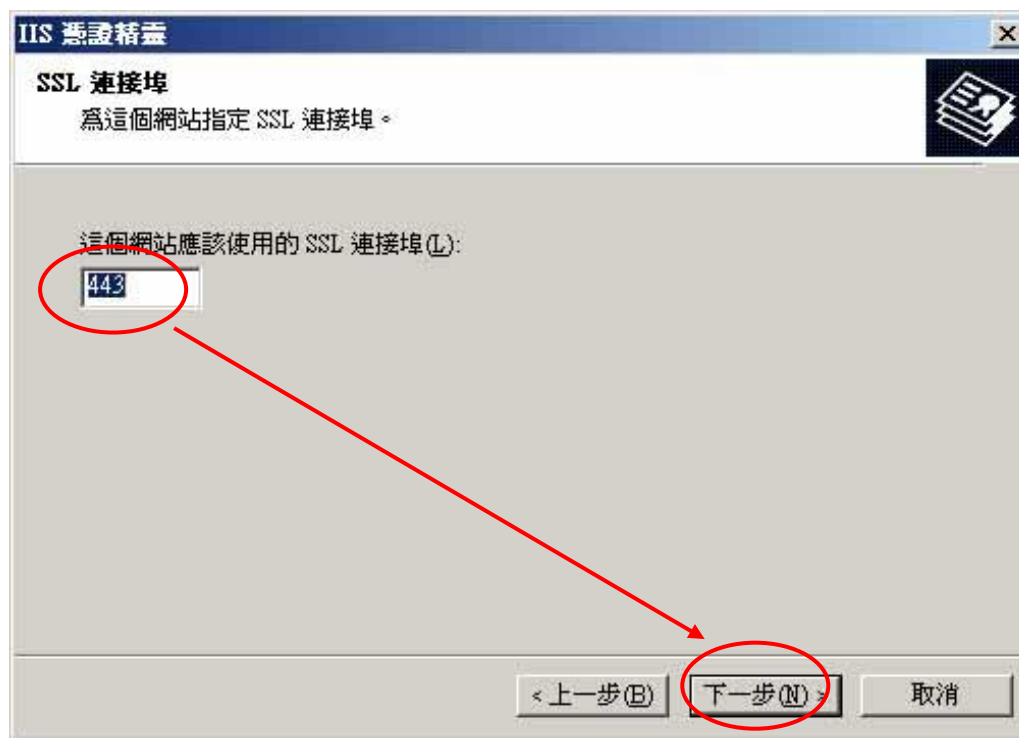 IIS 憑證精靈
SSL 連接埠
為這個網站指定 SSL 連接埠。
這個網站應該使用的 SSL 連接埠(L):
443
<上一步(B) 下一步(N)> 取消